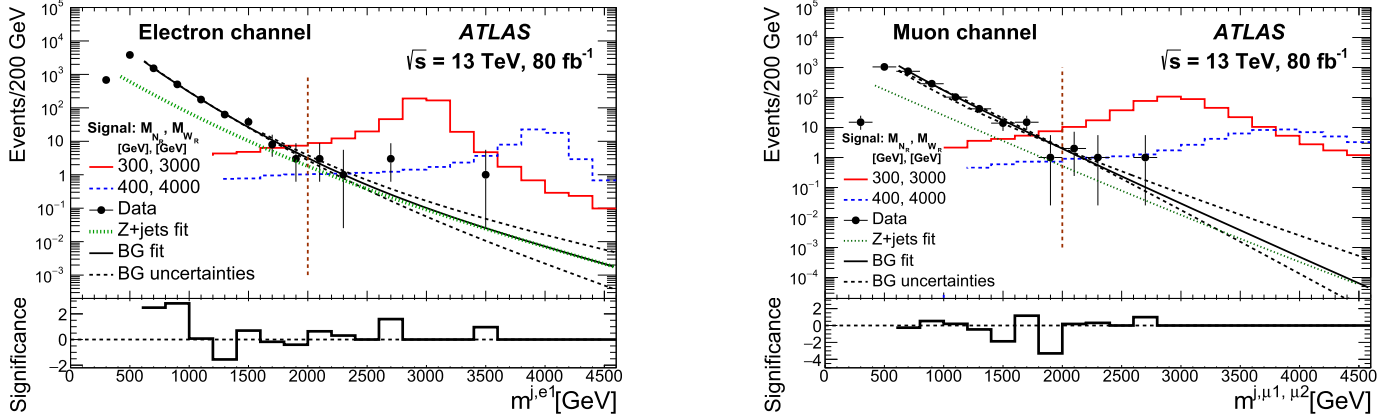 Electron channel
ATLAS
√s = 13 TeV, 80 fb⁻¹
Events/200 GeV
10⁵
10⁴
10³
10²
10
1
10⁻¹
10⁻²
10⁻³
Signal: M_{N_R}, M_{W_R}
[GeV], [GeV]
300, 3000
400, 4000
Data
Z+jets fit
BG fit
BG uncertainties
Significance
2
0
−2
0 500 1000 1500 2000 2500 3000 3500 4000 4500
m^{j,e1}[GeV]
Muon channel
ATLAS
√s = 13 TeV, 80 fb⁻¹
Events/200 GeV
10⁵
10⁴
10³
10²
10
1
10⁻¹
10⁻²
10⁻³
10⁻⁴
Signal: M_{N_R}, M_{W_R}
[GeV], [GeV]
300, 3000
400, 4000
Data
Z+jets fit
BG fit
BG uncertainties
Significance
2
0
−2
−4
0 500 1000 1500 2000 2500 3000 3500 4000 4500
m^{j,μ1, μ2}[GeV]